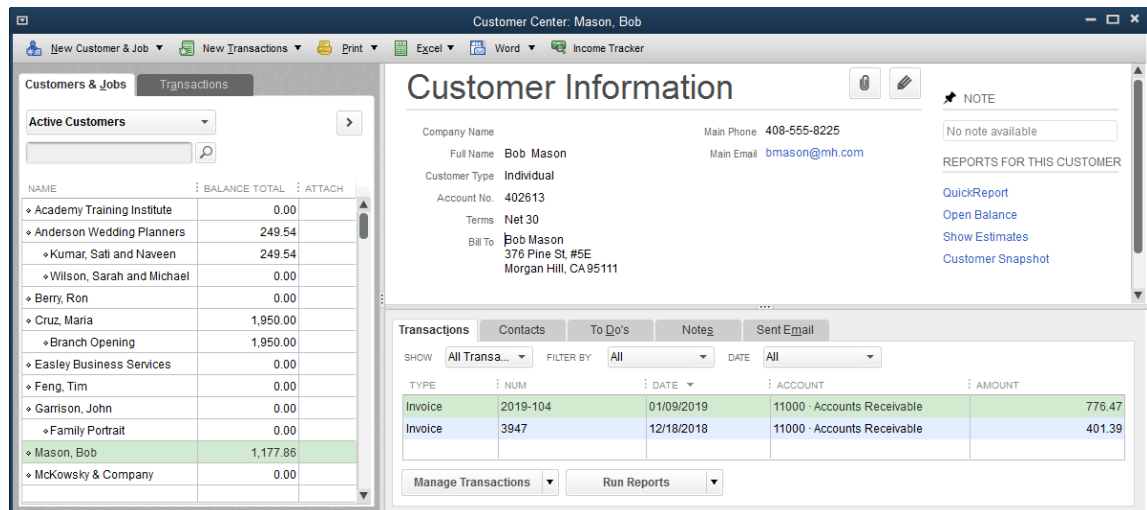 Customer Center: Mason, Bob
New Customer & Job New Transactions Print Excel Word Income Tracker
Customers & Jobs Transactions
Active Customers
NAME BALANCE TOTAL ATTACH
Academy Training Institute 0.00
Anderson Wedding Planners 249.54
Kumar, Sati and Naveen 249.54
Wilson, Sarah and Michael 0.00
Berry, Ron 0.00
Cruz, Maria 1,950.00
Branch Opening 1,950.00
Easley Business Services 0.00
Feng, Tim 0.00
Garrison, John 0.00
Family Portrait 0.00
Mason, Bob 1,177.86
McKowsky & Company 0.00
Customer Information
Company Name
Full Name Bob Mason
Customer Type Individual
Account No. 402613
Terms Net 30
Bill To Bob Mason
376 Pine St, #5E
Morgan Hill, CA 95111
Main Phone 408-555-8225
Main Email bmason@mh.com
NOTE
No note available
REPORTS FOR THIS CUSTOMER
QuickReport
Open Balance
Show Estimates
Customer Snapshot
Transactions Contacts To Do's Notes Sent Email
SHOW All Transa... FILTER BY All DATE All
TYPE NUM DATE ACCOUNT AMOUNT
Invoice 2019-104 01/09/2019 11000 · Accounts Receivable 776.47
Invoice 3947 12/18/2018 11000 · Accounts Receivable 401.39
Manage Transactions Run Reports